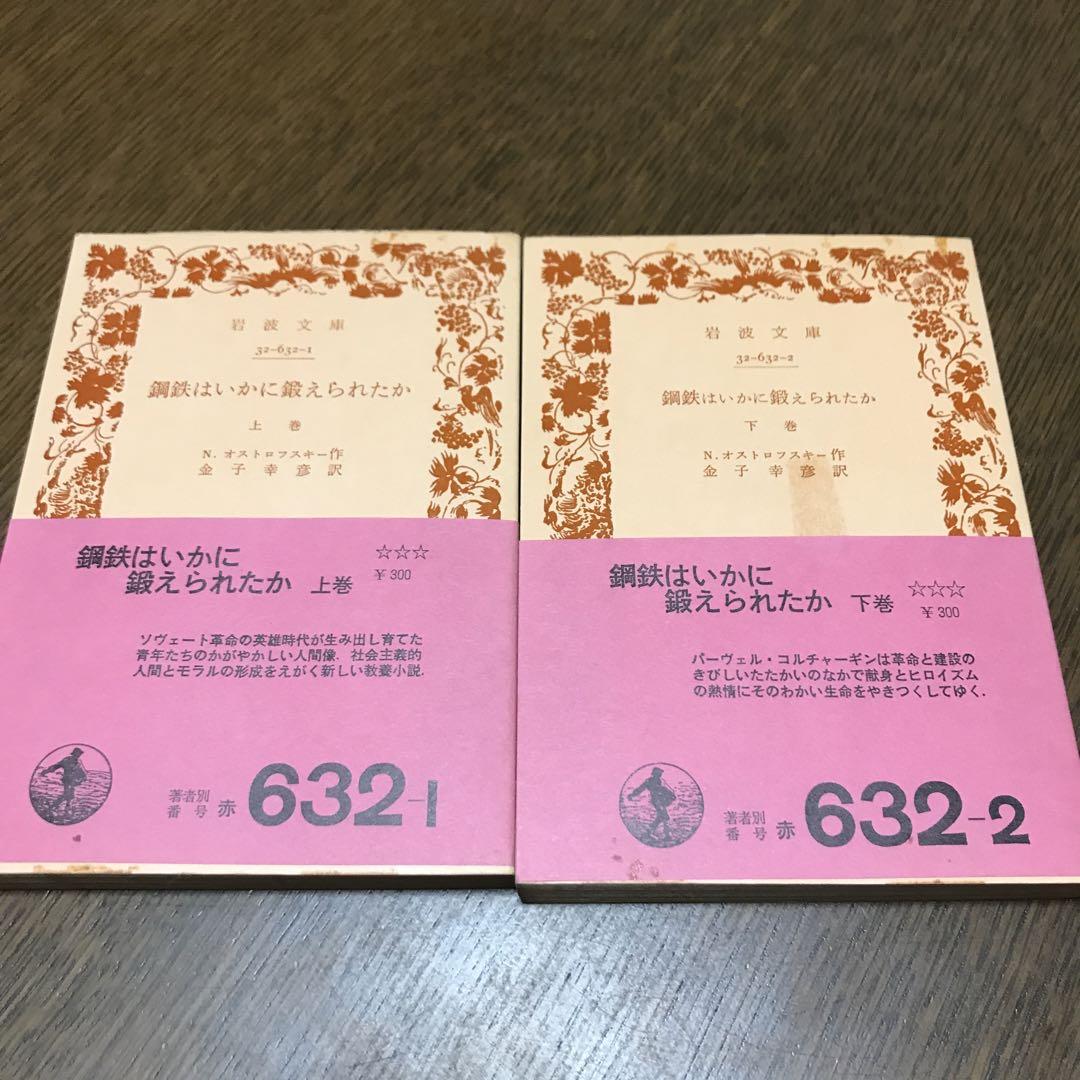 岩波文庫
32-632-1
鋼鉄はいかに鍛えられたか
上巻
N. オストロフスキー作
金子幸彦訳
鋼鉄はいかに
鍛えられたか 上巻
☆☆☆
¥300
ソヴェート革命の英雄時代が生み出し育てた
青年たちのかがやかしい人間像. 社会主義的
人間とモラルの形成をえがく新しい教養小説.
著者別
番号 赤 632-1
岩波文庫
32-632-2
鋼鉄はいかに鍛えられたか
下巻
N. オストロフスキー作
金子幸彦訳
鋼鉄はいかに
鍛えられたか 下巻
☆☆☆
¥300
パーヴェル・コルチャーギンは革命と建設の
きびしいたたかいのなかで献身とヒロイズム
の熱情にそのわかい生命をやきつくしてゆく.
著者別
番号 赤 632-2